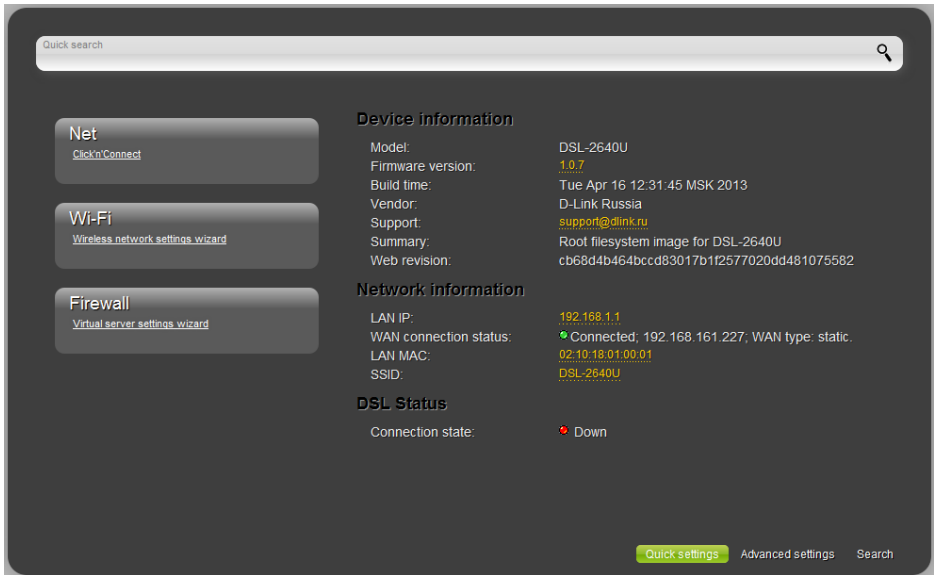 Quick search
Net
Click'n'Connect
Wi-Fi
Wireless network settings wizard
Firewall
Virtual server settings wizard
Device information
Model: DSL-2640U
Firmware version: 1.0.7
Build time: Tue Apr 16 12:31:45 MSK 2013
Vendor: D-Link Russia
Support: support@dlink.ru
Summary: Root filesystem image for DSL-2640U
Web revision: cb68d4b464bccd83017b1f2577020dd481075582
Network information
LAN IP: 192.168.1.1
WAN connection status: Connected; 192.168.161.227; WAN type: static.
LAN MAC: 02:10:18:01:00:01
SSID: DSL-2640U
DSL Status
Connection state: Down
Quick settings Advanced settings Search